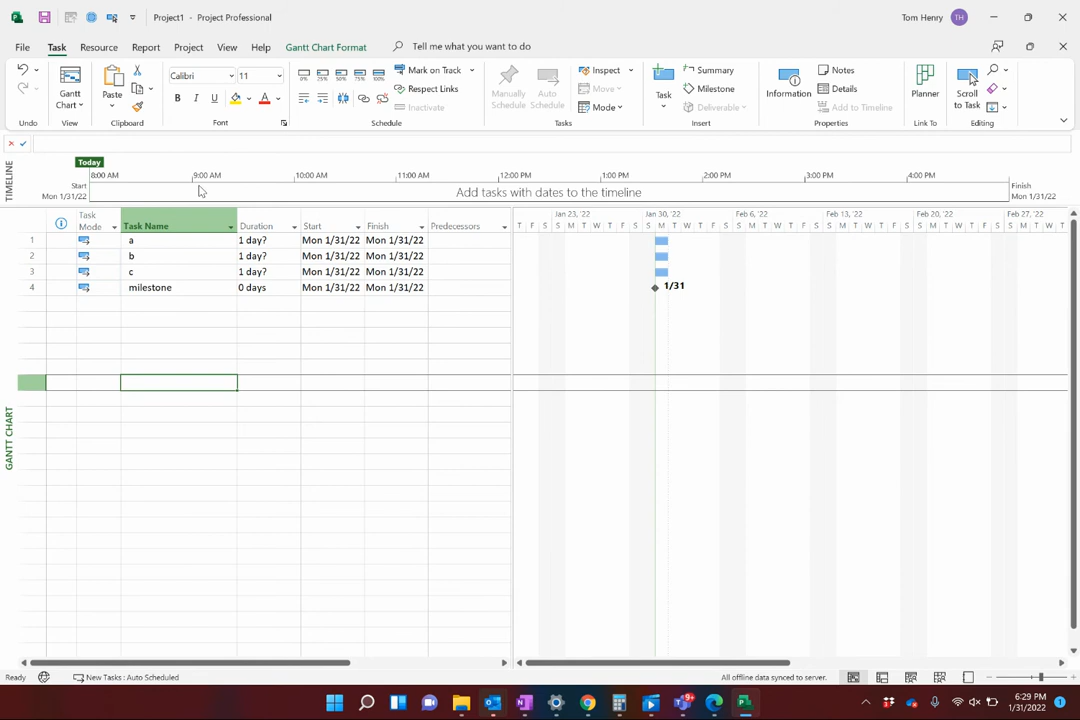 Project1 - Project Professional
Tom Henry TH
File Task Resource Report Project View Help Gantt Chart Format Tell me what you want to do
Undo
Gantt
Chart
View
Paste
Clipboard
Calibri 11
B I U A
Font
0% 25% 50% 75% 100%
Mark on Track
Respect Links
Inactivate
Schedule
Manually
Schedule
Auto
Schedule
Inspect
Move
Mode
Tasks
Task
Summary
Milestone
Deliverable
Insert
Information
Notes
Details
Add to Timeline
Properties
Planner
Link To
Scroll
to Task
Editing
TIMELINE
Today
8:00 AM 9:00 AM 10:00 AM 11:00 AM 12:00 PM 1:00 PM 2:00 PM 3:00 PM 4:00 PM
Start
Mon 1/31/22
Add tasks with dates to the timeline
Finish
Mon 1/31/22
Task
Mode
Task Name Duration Start Finish Predecessors
Jan 23, '22 Jan 30, '22 Feb 6, '22 Feb 13, '22 Feb 20, '22 Feb 27, '22
T F S S M T W T F S S M T W T F S S M T W T F S S M T W T F S S M T W T F S S M T W T
1 a 1 day? Mon 1/31/22 Mon 1/31/22
2 b 1 day? Mon 1/31/22 Mon 1/31/22
3 c 1 day? Mon 1/31/22 Mon 1/31/22
4 milestone 0 days Mon 1/31/22 Mon 1/31/22 1/31
GANTT CHART
Ready New Tasks : Auto Scheduled All offline data synced to server.
6:29 PM
1/31/2022